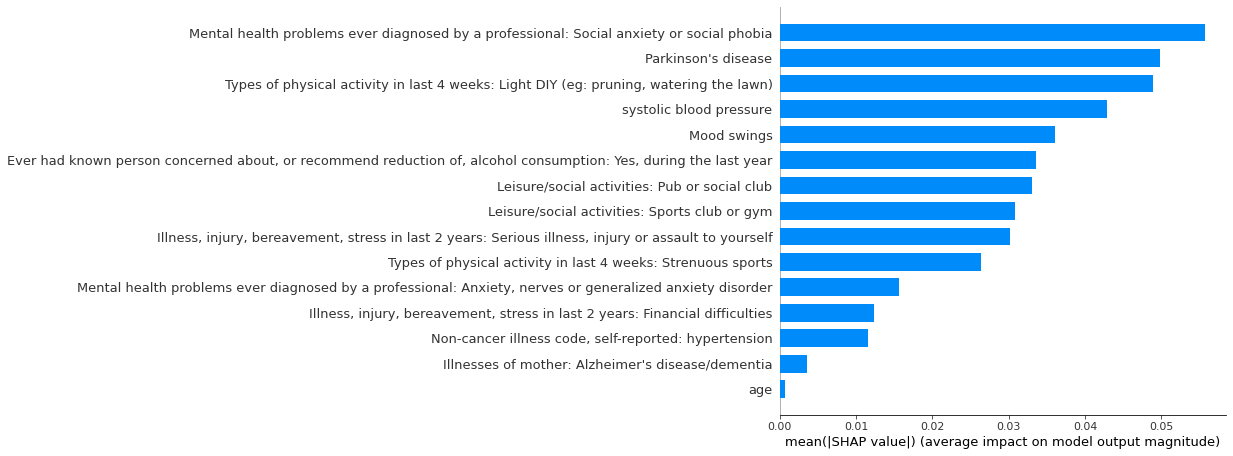 Mental health problems ever diagnosed by a professional: Social anxiety or social phobia
Parkinson's disease
Types of physical activity in last 4 weeks: Light DIY (eg: pruning, watering the lawn)
systolic blood pressure
Mood swings
Ever had known person concerned about, or recommend reduction of, alcohol consumption: Yes, during the last year
Leisure/social activities: Pub or social club
Leisure/social activities: Sports club or gym
Illness, injury, bereavement, stress in last 2 years: Serious illness, injury or assault to yourself
Types of physical activity in last 4 weeks: Strenuous sports
Mental health problems ever diagnosed by a professional: Anxiety, nerves or generalized anxiety disorder
Illness, injury, bereavement, stress in last 2 years: Financial difficulties
Non-cancer illness code, self-reported: hypertension
Illnesses of mother: Alzheimer's disease/dementia
age
0.00 0.01 0.02 0.03 0.04 0.05
mean(|SHAP value|) (average impact on model output magnitude)